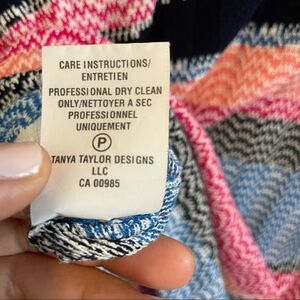 CARE INSTRUCTIONS/
ENTRETIEN
PROFESSIONAL DRY CLEAN
ONLY/NETTOYER A SEC
PROFESSIONNEL
UNIQUEMENT
P
TANYA TAYLOR DESIGNS
LLC
CA 00985